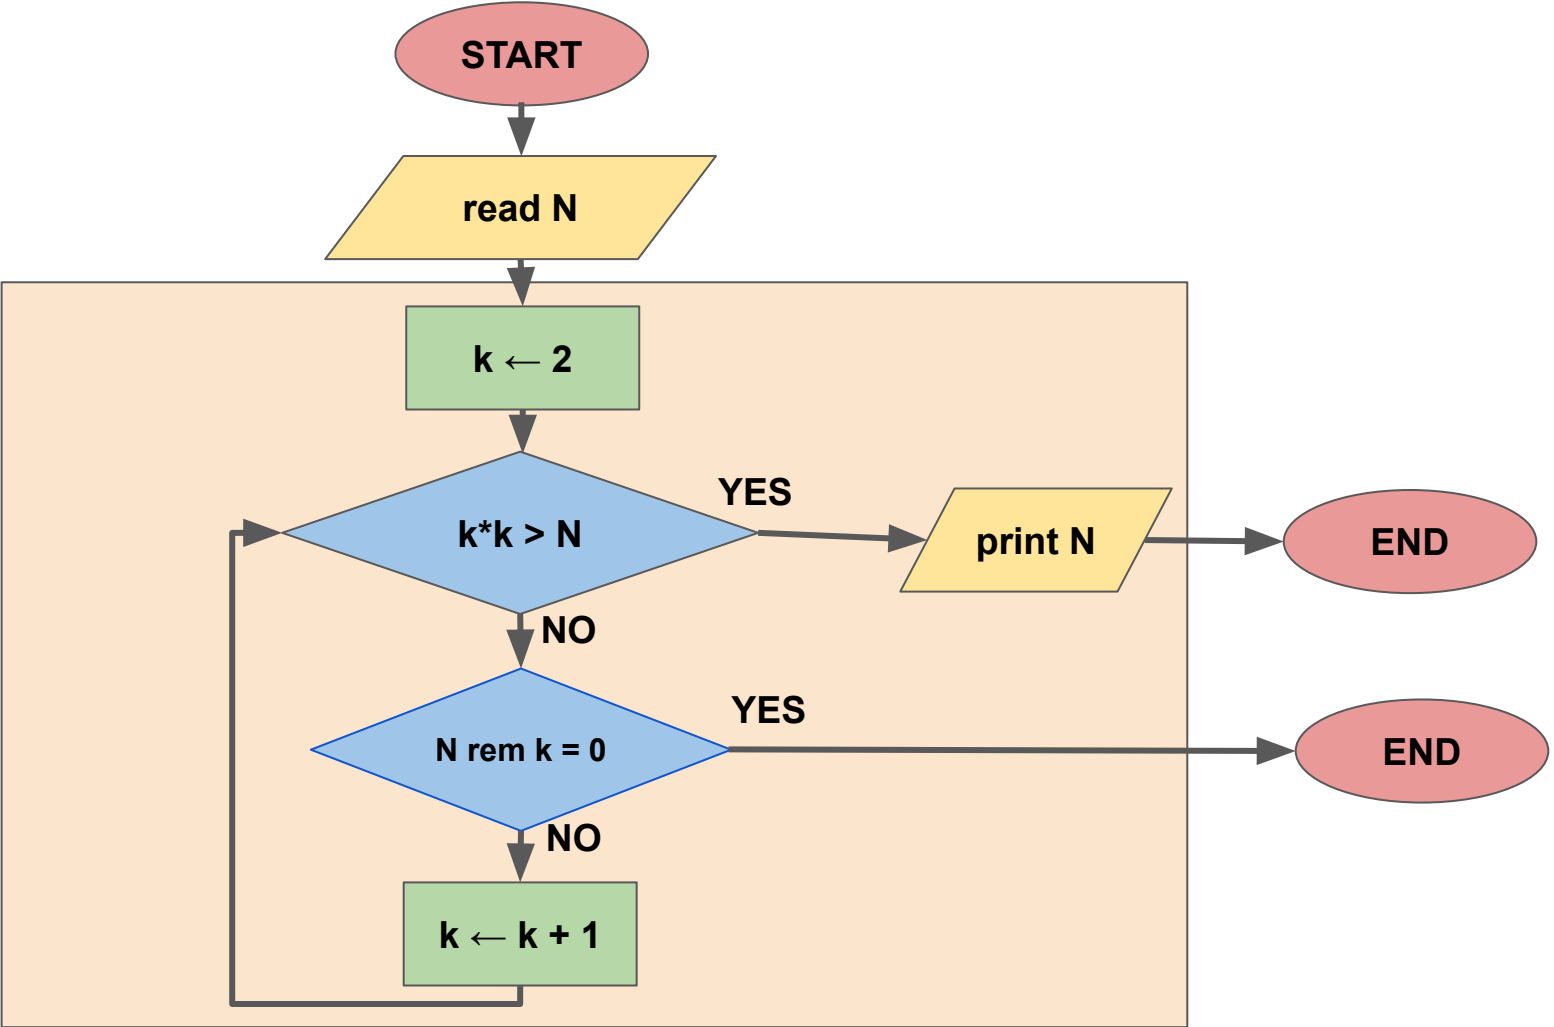 START
read N
k ← 2
k*k > N
YES
print N
END
NO
N rem k = 0
YES
END
NO
k ← k + 1